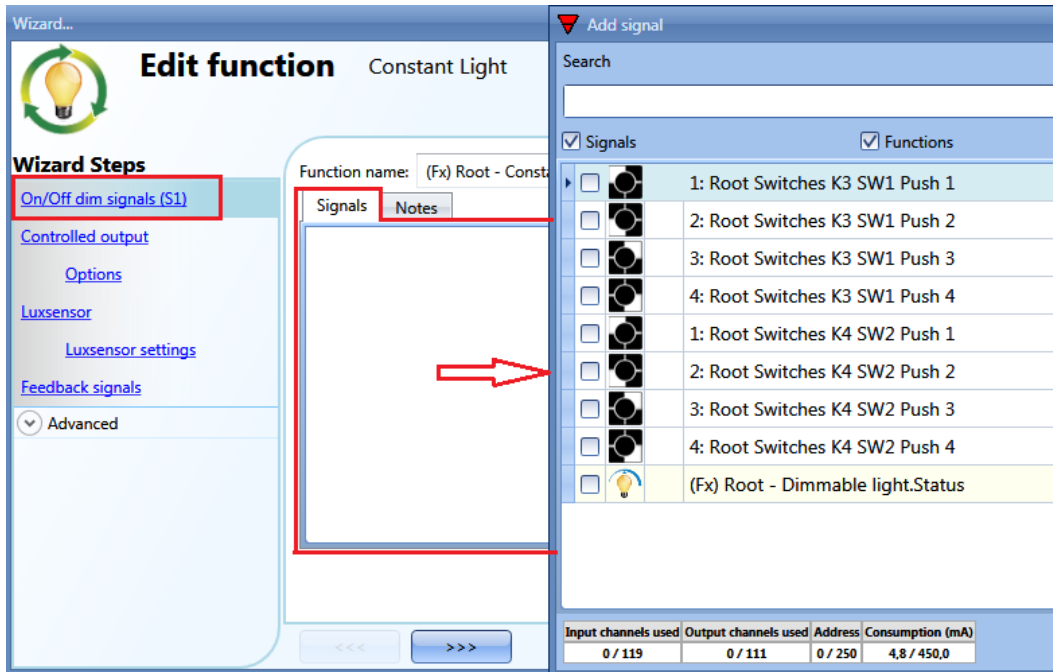 Wizard...
Edit function Constant Light
Wizard Steps
On/Off dim signals (S1)
Controlled output
Options
Luxsensor
Luxsensor settings
Feedback signals
Advanced
Function name: (Fx) Root - Consta
Signals Notes
<<< >>>
Add signal
Search
Signals Functions
1: Root Switches K3 SW1 Push 1
2: Root Switches K3 SW1 Push 2
3: Root Switches K3 SW1 Push 3
4: Root Switches K3 SW1 Push 4
1: Root Switches K4 SW2 Push 1
2: Root Switches K4 SW2 Push 2
3: Root Switches K4 SW2 Push 3
4: Root Switches K4 SW2 Push 4
(Fx) Root - Dimmable light.Status
Input channels used Output channels used Address Consumption (mA)
0 / 119 0 / 111 0 / 250 4,8 / 450,0